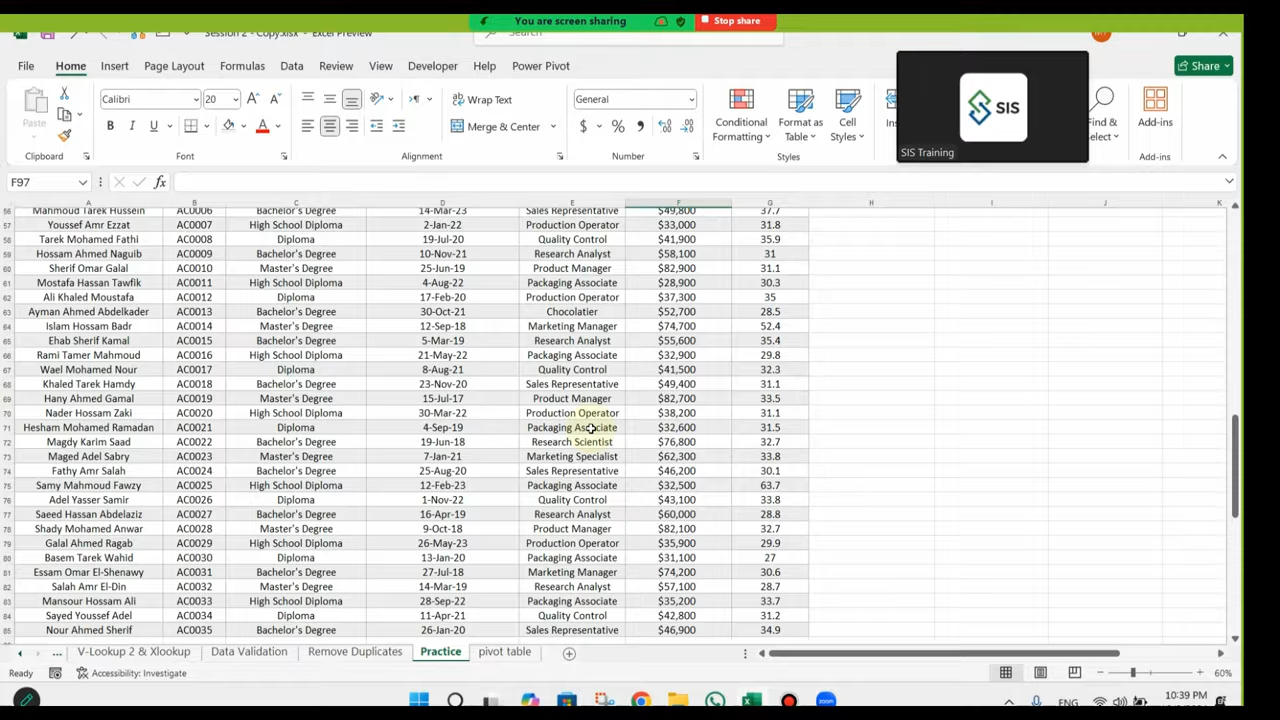 You are screen sharing
Stop share
Session 2 - Copy.xlsx - Excel Preview
Search
File Home Insert Page Layout Formulas Data Review View Developer Help Power Pivot
Share
Calibri 20
Wrap Text
General
Paste
B I U
Merge & Center
$ % 9
Conditional Formatting
Format as Table
Cell Styles
Ins
Find & Select
Add-ins
Clipboard Font Alignment Number Styles Add-ins
SIS
SIS Training
F97
fx
A B C D E F G H I J K
56 Mahmoud Tarek Hussein AC0006 Bachelor's Degree 14-Mar-23 Sales Representative $49,800 37.7
57 Youssef Amr Ezzat AC0007 High School Diploma 2-Jan-22 Production Operator $33,000 31.8
58 Tarek Mohamed Fathi AC0008 Diploma 19-Jul-20 Quality Control $41,900 35.9
59 Hossam Ahmed Naguib AC0009 Bachelor's Degree 10-Nov-21 Research Analyst $58,100 31
60 Sherif Omar Galal AC0010 Master's Degree 25-Jun-19 Product Manager $82,900 31.1
61 Mostafa Hassan Tawfik AC0011 High School Diploma 4-Aug-22 Packaging Associate $28,900 30.3
62 Ali Khaled Moustafa AC0012 Diploma 17-Feb-20 Production Operator $37,300 35
63 Ayman Ahmed Abdelkader AC0013 Bachelor's Degree 30-Oct-21 Chocolatier $52,700 28.5
64 Islam Hossam Badr AC0014 Master's Degree 12-Sep-18 Marketing Manager $74,700 52.4
65 Ehab Sherif Kamal AC0015 Bachelor's Degree 5-Mar-19 Research Analyst $55,600 35.4
66 Rami Tamer Mahmoud AC0016 High School Diploma 21-May-22 Packaging Associate $32,900 29.8
67 Wael Mohamed Nour AC0017 Diploma 8-Aug-21 Quality Control $41,500 32.3
68 Khaled Tarek Hamdy AC0018 Bachelor's Degree 23-Nov-20 Sales Representative $49,400 31.1
69 Hany Ahmed Gamal AC0019 Master's Degree 15-Jul-17 Product Manager $82,700 33.5
70 Nader Hossam Zaki AC0020 High School Diploma 30-Mar-22 Production Operator $38,200 31.1
71 Hesham Mohamed Ramadan AC0021 Diploma 4-Sep-19 Packaging Associate $32,600 31.5
72 Magdy Karim Saad AC0022 Bachelor's Degree 19-Jun-18 Research Scientist $76,800 32.7
73 Maged Adel Sabry AC0023 Master's Degree 7-Jan-21 Marketing Specialist $62,300 33.8
74 Fathy Amr Salah AC0024 Bachelor's Degree 25-Aug-20 Sales Representative $46,200 30.1
75 Samy Mahmoud Fawzy AC0025 High School Diploma 12-Feb-23 Packaging Associate $32,500 63.7
76 Adel Yasser Samir AC0026 Diploma 1-Nov-22 Quality Control $43,100 33.8
77 Saeed Hassan Abdelaziz AC0027 Bachelor's Degree 16-Apr-19 Research Analyst $60,000 28.8
78 Shady Mohamed Anwar AC0028 Master's Degree 9-Oct-18 Product Manager $82,100 32.7
79 Galal Ahmed Ragab AC0029 High School Diploma 26-May-23 Production Operator $35,900 29.9
80 Basem Tarek Wahid AC0030 Diploma 13-Jan-20 Packaging Associate $31,100 27
81 Essam Omar El-Shenawy AC0031 Bachelor's Degree 27-Jul-18 Marketing Manager $74,200 30.6
82 Salah Amr El-Din AC0032 Master's Degree 14-Mar-19 Research Analyst $57,100 28.7
83 Mansour Hossam Ali AC0033 High School Diploma 28-Sep-22 Packaging Associate $35,200 33.7
84 Sayed Youssef Adel AC0034 Diploma 11-Apr-21 Quality Control $42,800 31.2
85 Nour Ahmed Sherif AC0035 Bachelor's Degree 26-Jan-20 Sales Representative $46,900 34.9
... V-Lookup 2 & Xlookup Data Validation Remove Duplicates Practice pivot table
Ready Accessibility: Investigate 60%
ENG 10:39 PM